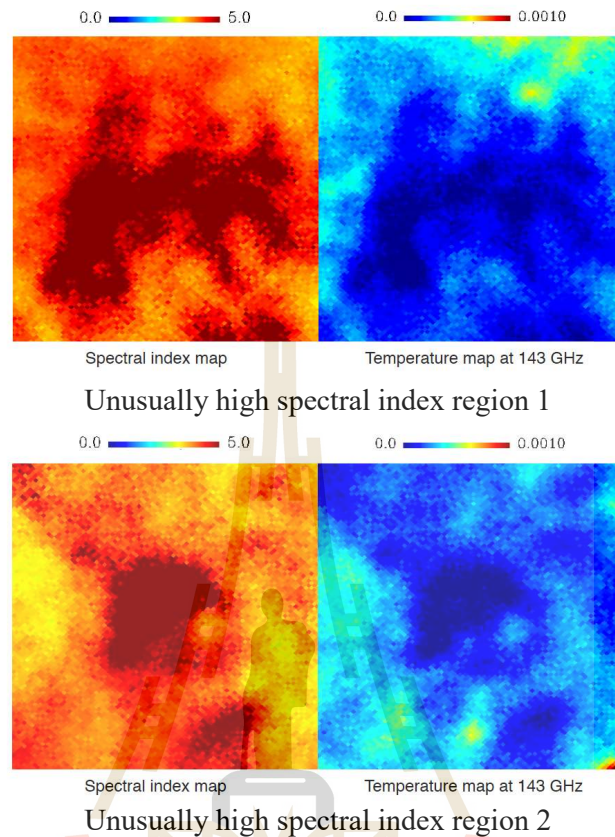 0.0 5.0 0.0 0.0010
Spectral index map Temperature map at 143 GHz
Unusually high spectral index region 1
0.0 5.0 0.0 0.0010
Spectral index map Temperature map at 143 GHz
Unusually high spectral index region 2